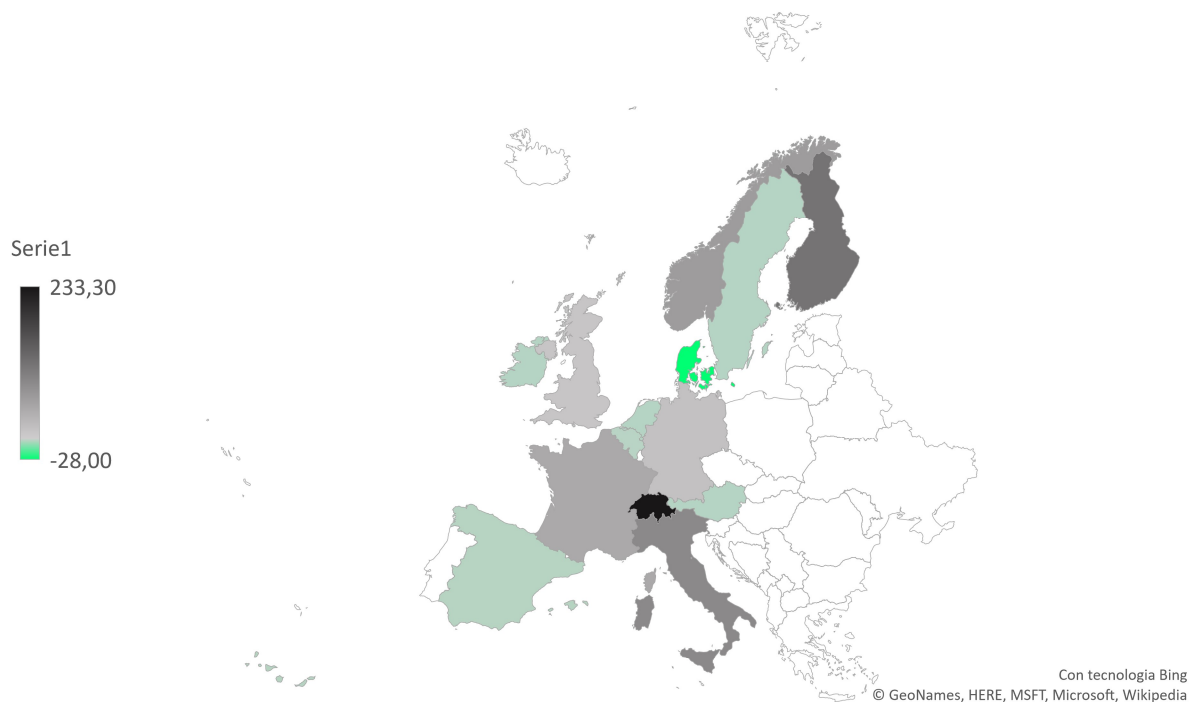 Serie1
233,30
-28,00
Con tecnologia Bing
© GeoNames, HERE, MSFT, Microsoft, Wikipedia